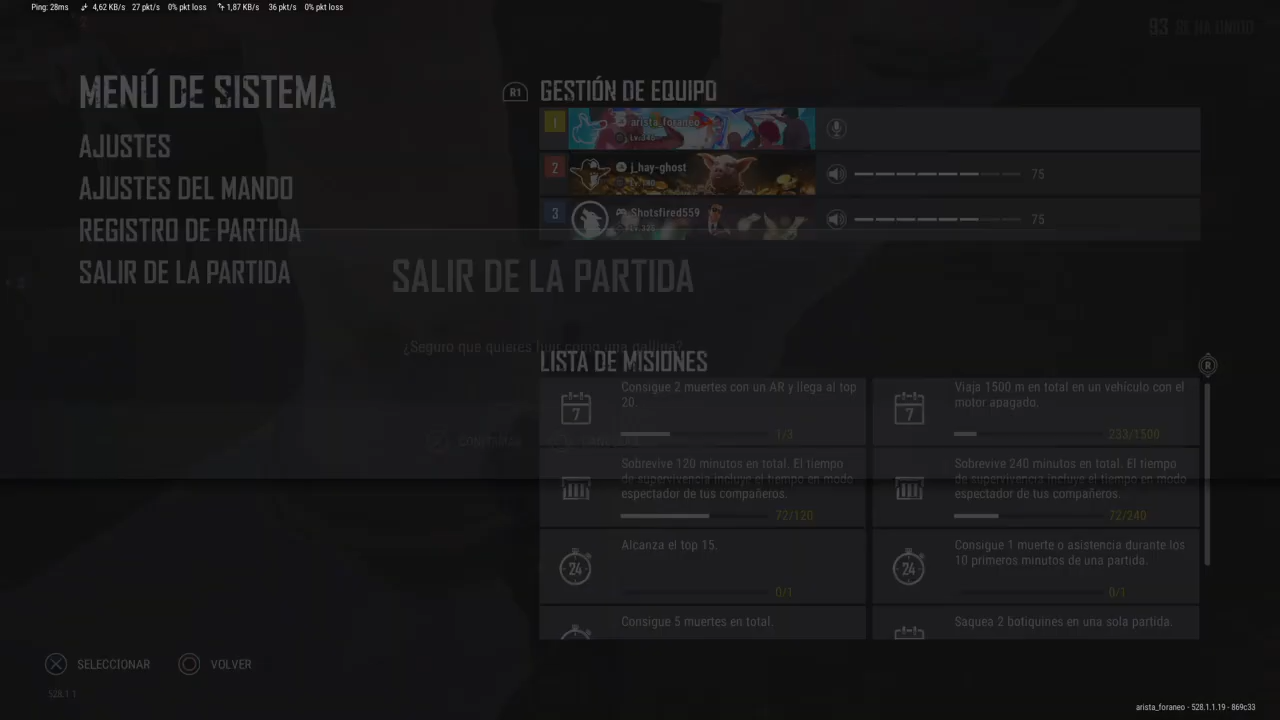 Ping: 28ms 4,62 KB/s 27 pkt/s 0% pkt loss 1,87 KB/s 36 pkt/s 0% pkt loss
93 SE HA UNIDO
MENÚ DE SISTEMA
AJUSTES
AJUSTES DEL MANDO
REGISTRO DE PARTIDA
SALIR DE LA PARTIDA
R1 GESTIÓN DE EQUIPO
1 arista_foraneo
Lv.240
2 j_hay-ghost
75
3 Shotsfired559
75
SALIR DE LA PARTIDA
¿Seguro que quieres huir como una gallina?
CONFIRMAR CANCELAR
LISTA DE MISIONES
R
7
Consigue 2 muertes con un AR y llega al top
20.
1/3
7
Viaja 1500 m en total en un vehículo con el
motor apagado.
233/1500
Sobrevive 120 minutos en total. El tiempo
de supervivencia incluye el tiempo en modo
espectador de tus compañeros.
72/120
Sobrevive 240 minutos en total. El tiempo
de supervivencia incluye el tiempo en modo
espectador de tus compañeros.
72/240
24
Alcanza el top 15.
0/1
24
Consigue 1 muerte o asistencia durante los
10 primeros minutos de una partida.
0/1
Consigue 5 muertes en total.
Saquea 2 botiquines en una sola partida.
SELECCIONAR VOLVER
528.1.1
arista_foraneo - 528.1.1.19 - 869c33